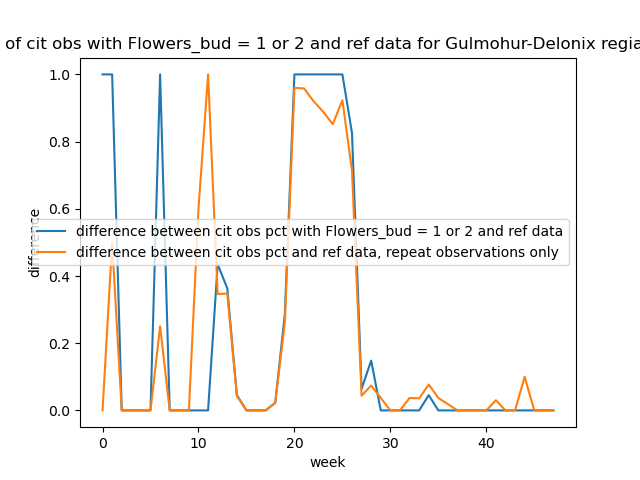 of cit obs with Flowers_bud = 1 or 2 and ref data for Gulmohur-Delonix regia
1.0
0.8
0.6
0.4
0.2
0.0
difference
difference between cit obs pct with Flowers_bud = 1 or 2 and ref data
difference between cit obs pct and ref data, repeat observations only
0 10 20 30 40
week